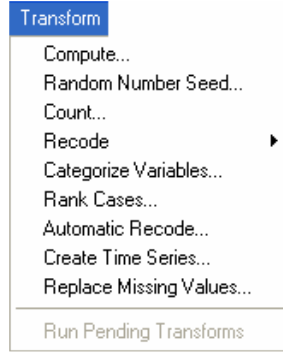 Transform
Compute...
Random Number Seed...
Count...
Recode
Categorize Variables...
Rank Cases...
Automatic Recode...
Create Time Series...
Replace Missing Values...
Run Pending Transforms